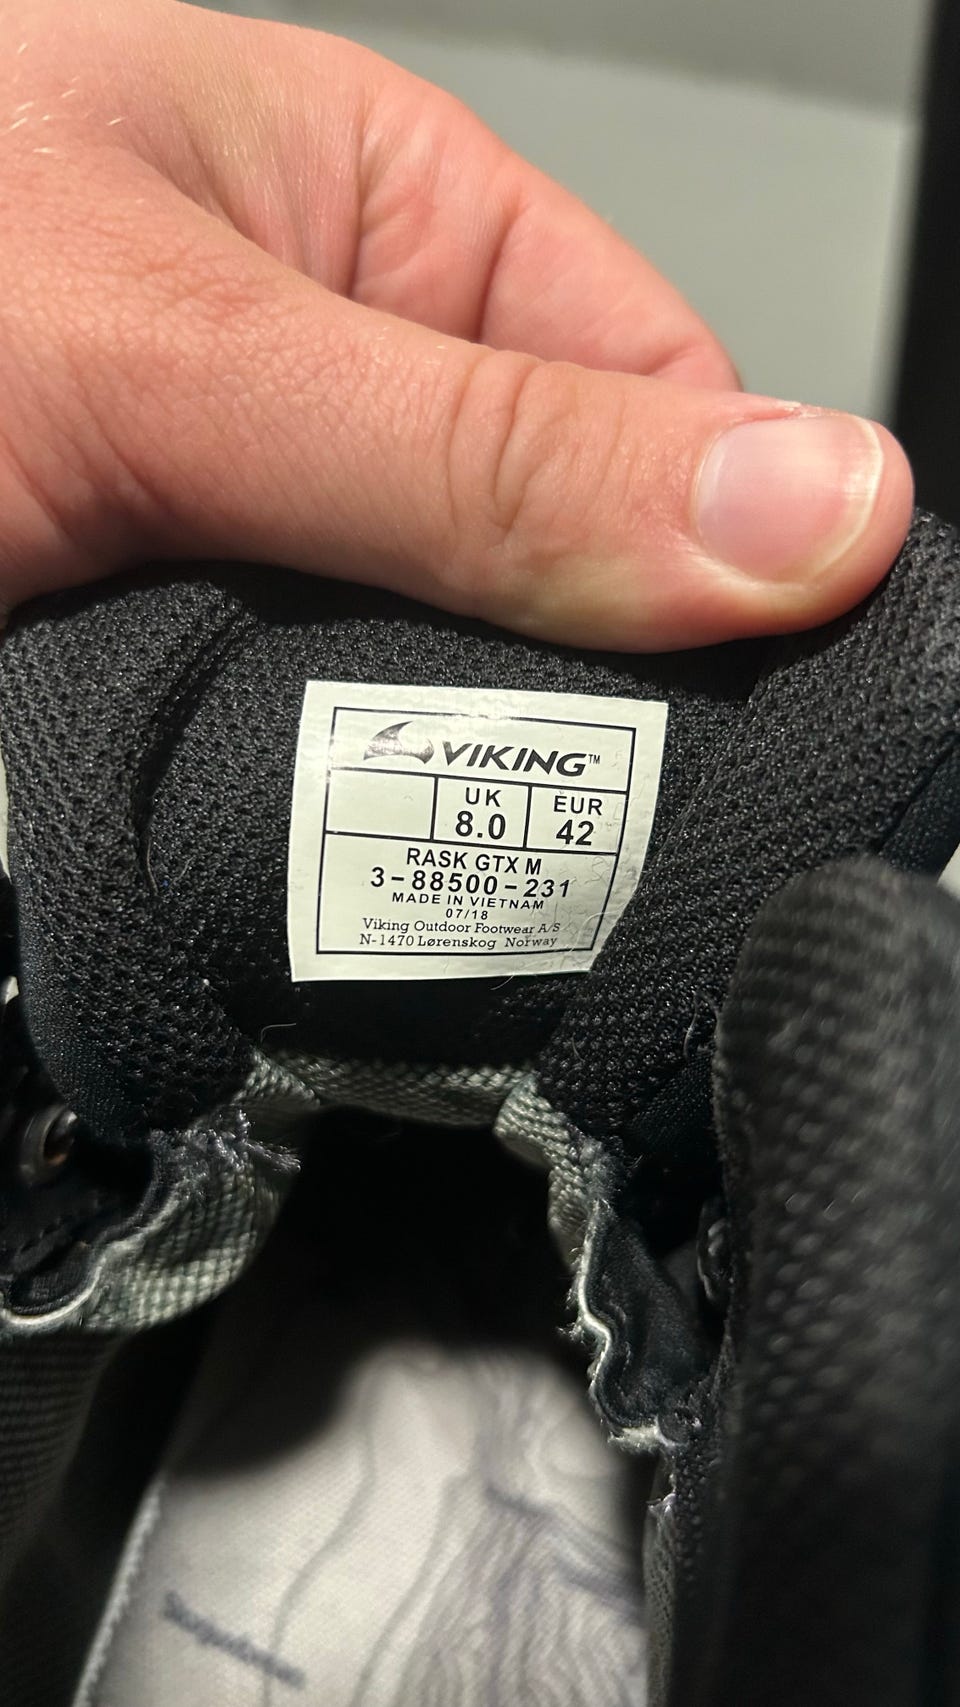 VIKING™
UK EUR
8.0 42
RASK GTX M
3-88500-231
MADE IN VIETNAM
07/18
Viking Outdoor Footwear A/S
N-1470 Lørenskog Norway